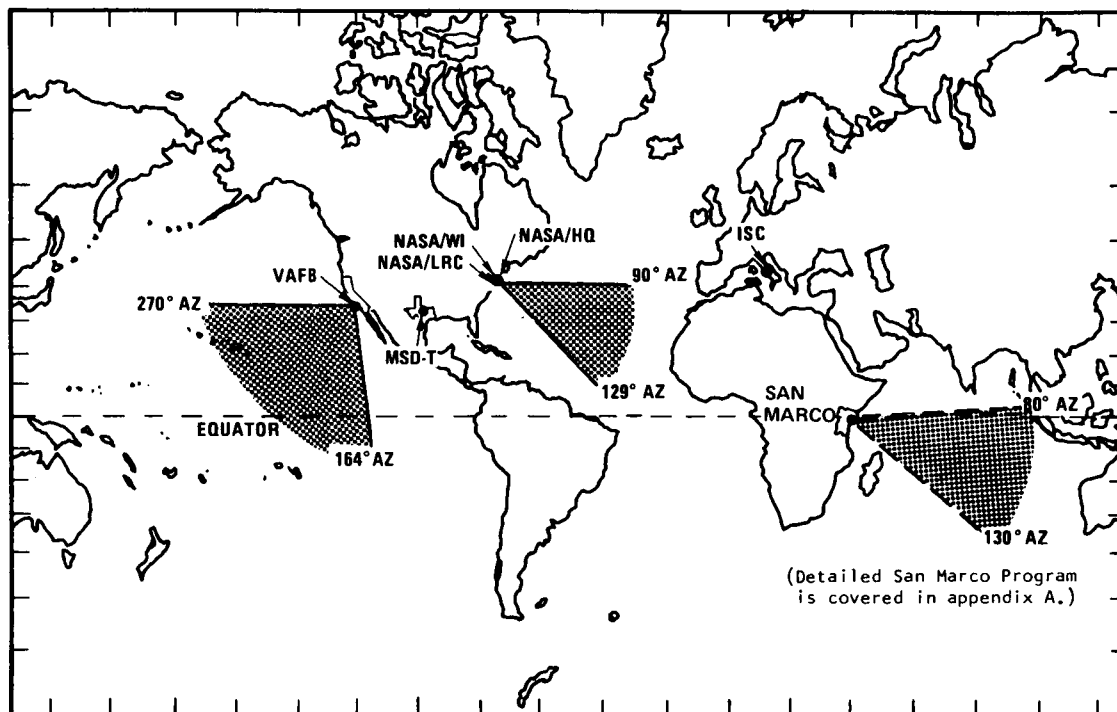 NASA/WI
NASA/HQ
NASA/LRC
ISC
VAFB
90° AZ
270° AZ
MSD-T
129° AZ
SAN
MARCO
80° AZ
EQUATOR
164° AZ
130° AZ
(Detailed San Marco Program
is covered in appendix A.)